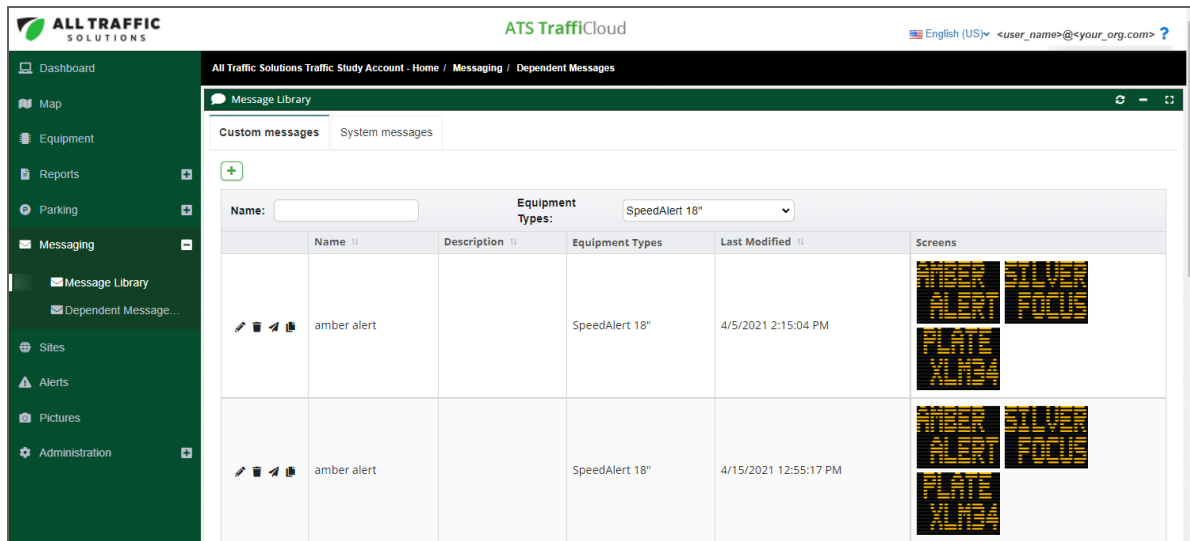 ALL TRAFFIC
SOLUTIONS
ATS TraffiCloud
English (US) <user_name>@<your_org.com> ?
Dashboard
Map
Equipment
Reports
Parking
Messaging
Message Library
Dependent Message...
Sites
Alerts
Pictures
Administration
All Traffic Solutions Traffic Study Account - Home / Messaging / Dependent Messages
Message Library
Custom messages System messages
Name: Equipment Types: SpeedAlert 18"
Name Description Equipment Types Last Modified Screens
amber alert SpeedAlert 18" 4/5/2021 2:15:04 PM
AMBER ALERT
SILVER FOCUS
PLATE XLM34
amber alert SpeedAlert 18" 4/15/2021 12:55:17 PM
AMBER ALERT
SILVER FOCUS
PLATE XLM34